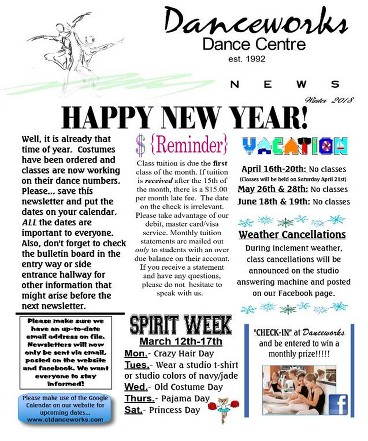 Danceworks
Dance Centre
est. 1992
NEWS
Winter 2018
HAPPY NEW YEAR!
Well, it is already that
time of year. Costumes
have been ordered and
classes are now working
on their dance numbers.
Please... save this
newsletter and put the
dates on your calendar.
ALL the dates are
important to everyone.
Also, don't forget to check
the bulletin board in the
entry way or side
entrance hallway for
other information that
might arise before the
next newsletter.
Please make sure we
have an up-to-date
email address on file.
Newsletters will now
only be sent via email,
posted on the website
and facebook. We want
everyone to stay
informed!
Please make use of the Google
Calendar on our website for
upcoming dates...
www.ctdanceworks.com
$ {Reminder}
Class tuition is due the first
class of the month. If tuition
is received after the 15th of
the month, there is a $15.00
per month late fee. The date
on the check is irrelevant.
Please take advantage of our
debit, master card/visa
service. Monthly tuition
statements are mailed out
only to students with an over
due balance on their account.
If you receive a statement
and have any questions,
please do not hesitate to
speak with us.
VACATION
April 16th-20th: No classes
(Classes will be held on Saturday April 21st)
May 26th & 28th: No classes
June 18th & 19th: No classes
Weather Cancellations
During inclement weather,
class cancellations will be
announced on the studio
answering machine and posted
on our Facebook page.
SPIRIT WEEK
March 12th-17th
Mon.- Crazy Hair Day
Tues.- Wear a studio t-shirt
or studio colors of navy/jade
Wed.- Old Costume Day
Thurs.- Pajama Day
Sat.- Princess Day
"CHECK-IN" at Danceworks
and be entered to win a
monthly prize!!!!!
f